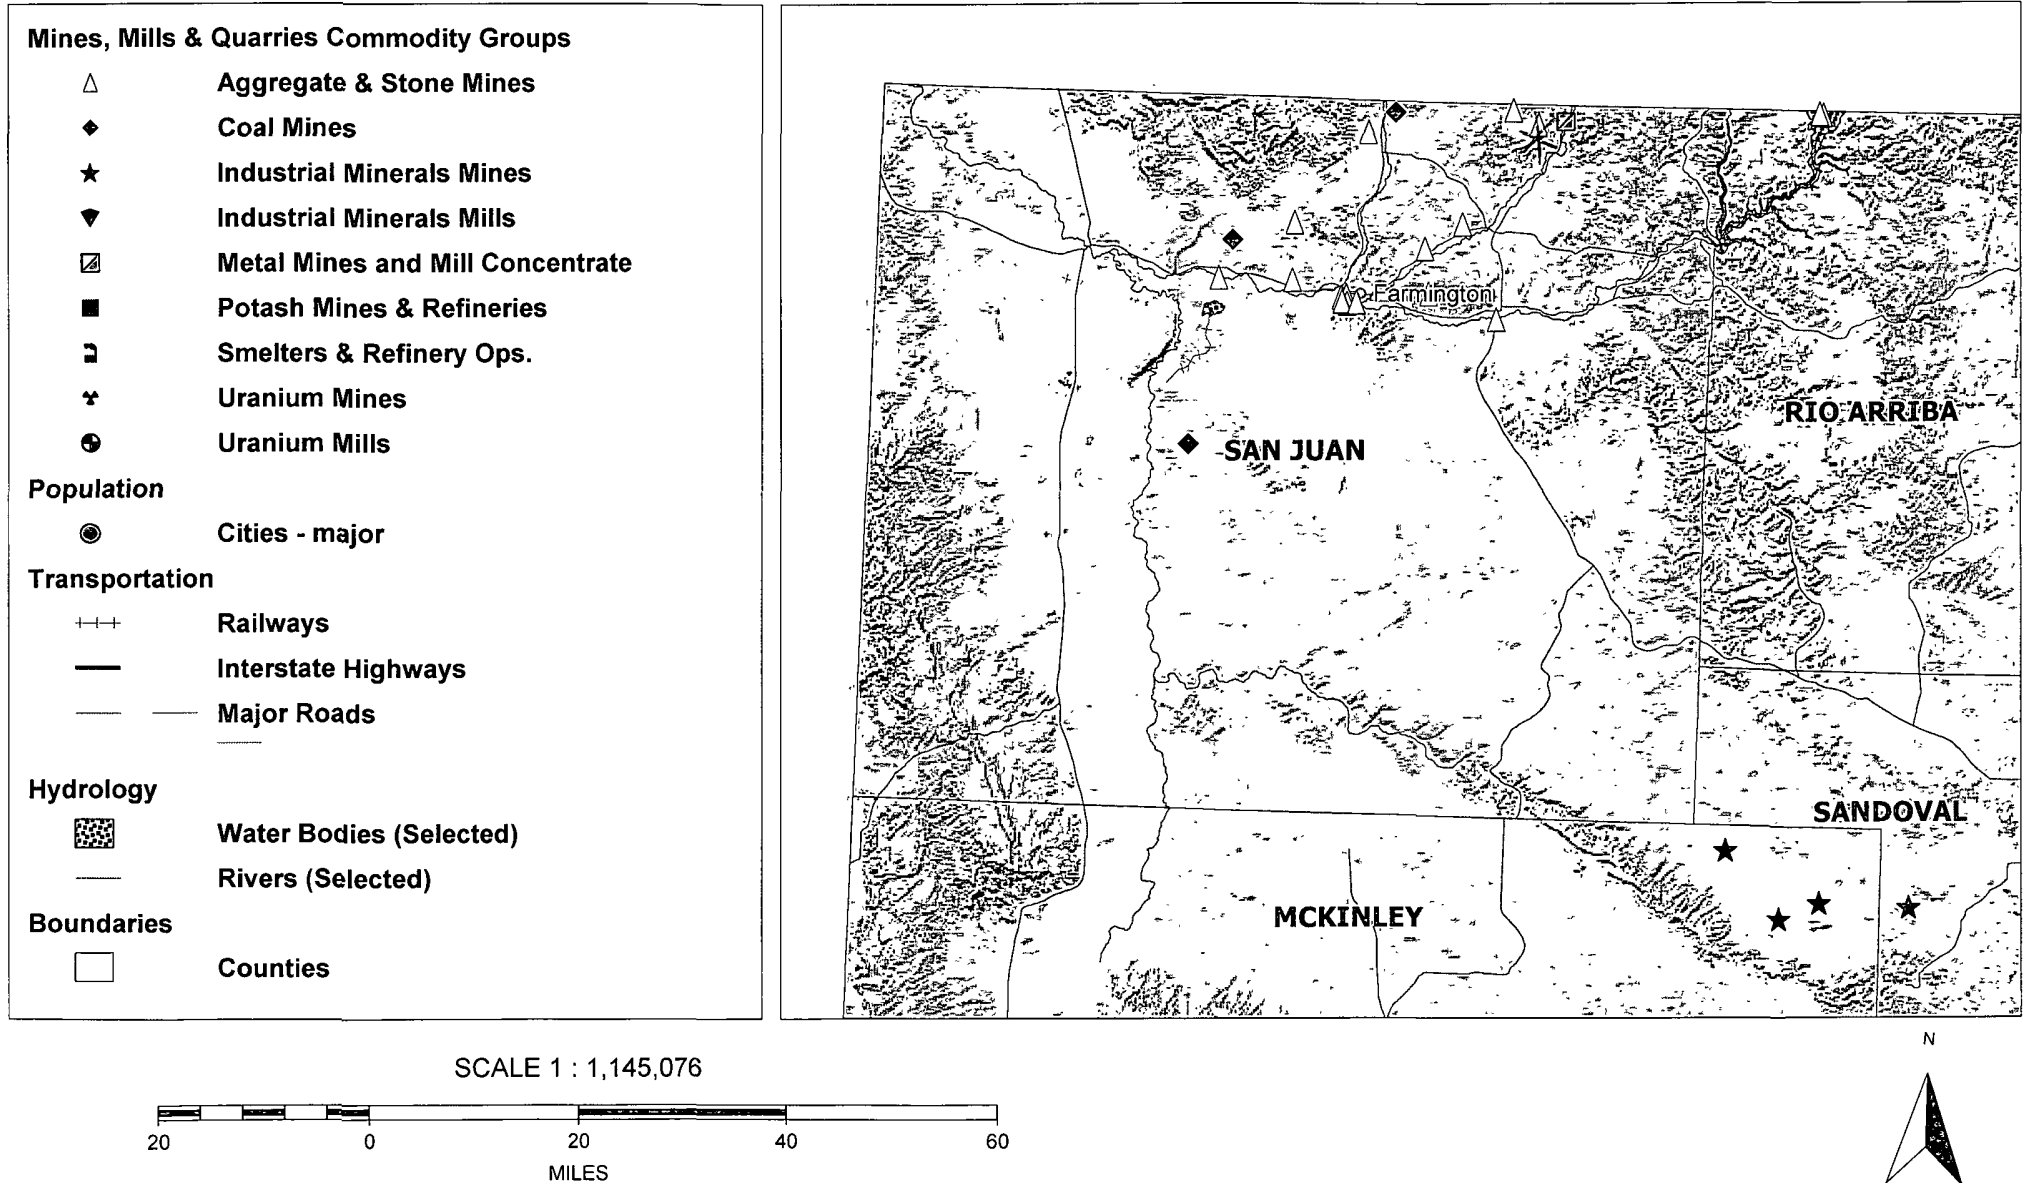 Mines, Mills & Quarries Commodity Groups
Aggregate & Stone Mines
Coal Mines
Industrial Minerals Mines
Industrial Minerals Mills
Metal Mines and Mill Concentrate
Potash Mines & Refineries
Smelters & Refinery Ops.
Uranium Mines
Uranium Mills
Population
Cities - major
Transportation
Railways
Interstate Highways
Major Roads
Hydrology
Water Bodies (Selected)
Rivers (Selected)
Boundaries
Counties
Farmington
RIO ARRIBA
SAN JUAN
SANDOVAL
MCKINLEY
SCALE 1 : 1,145,076
20 0 20 40 60
MILES
N